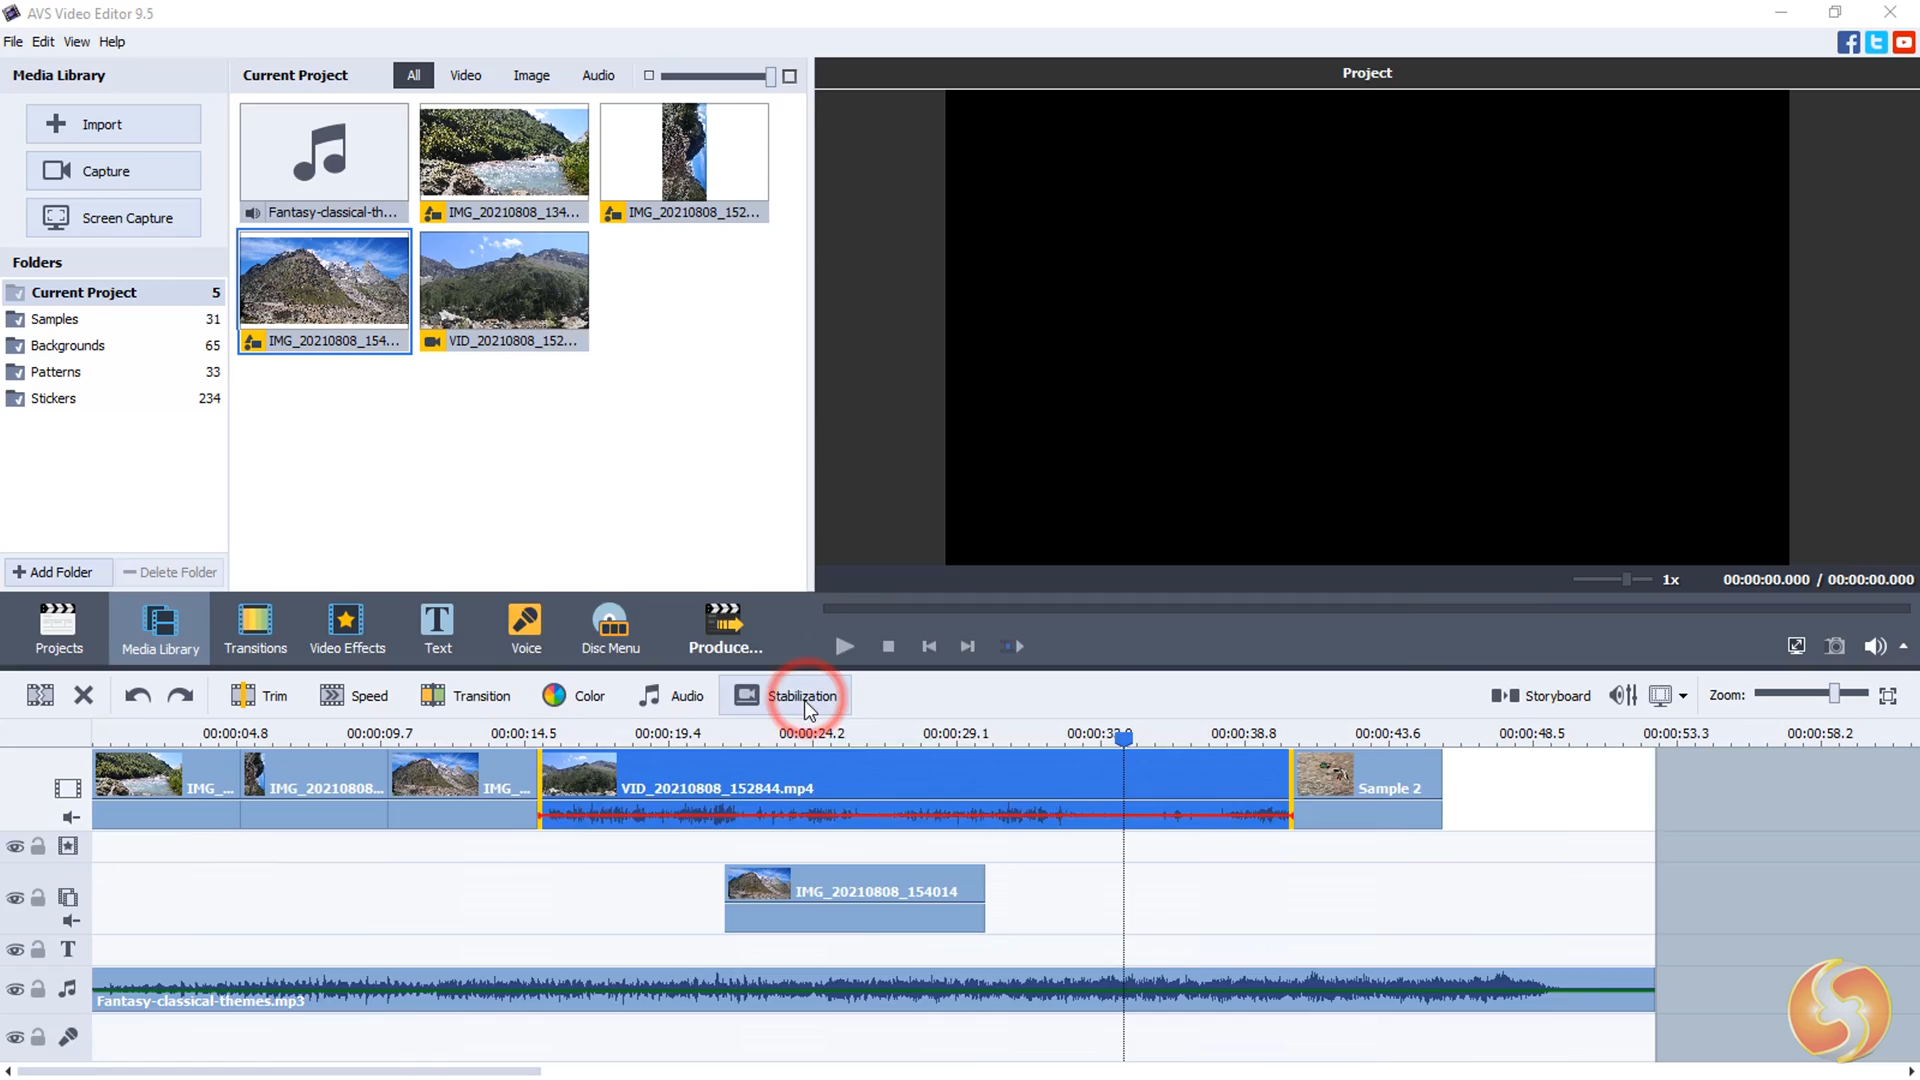 AVS Video Editor 9.5
File Edit View Help
Media Library
Current Project
All
Video
Image
Audio
Project
Import
Capture
Screen Capture
Fantasy-classical-th...
IMG_20210808_134...
IMG_20210808_152...
Folders
Current Project 5
Samples 31
Backgrounds 65
Patterns 33
Stickers 234
IMG_20210808_154...
VID_20210808_152...
Add Folder
Delete Folder
1x
00:00:00.000 / 00:00:00.000
Projects
Media Library
Transitions
Video Effects
Text
Voice
Disc Menu
Produce...
Trim
Speed
Transition
Color
Audio
Stabilization
Storyboard
Zoom:
00:00:04.8
00:00:09.7
00:00:14.5
00:00:19.4
00:00:24.2
00:00:29.1
00:00:38.8
00:00:43.6
00:00:48.5
00:00:53.3
00:00:58.2
IMG_...
IMG_20210808...
IMG_...
VID_20210808_152844.mp4
Sample 2
IMG_20210808_154014
T
Fantasy-classical-themes.mp3